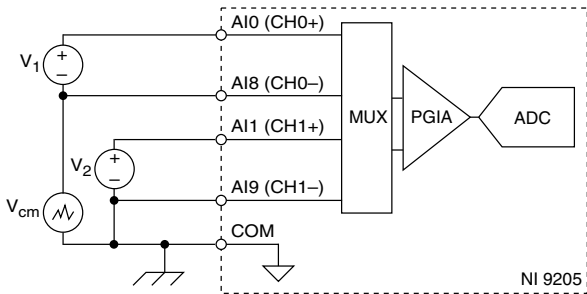 AI0 (CH0+)
V1
+
–
AI8 (CH0–)
MUX
PGIA
ADC
AI1 (CH1+)
V2
+
–
AI9 (CH1–)
Vcm
COM
NI 9205